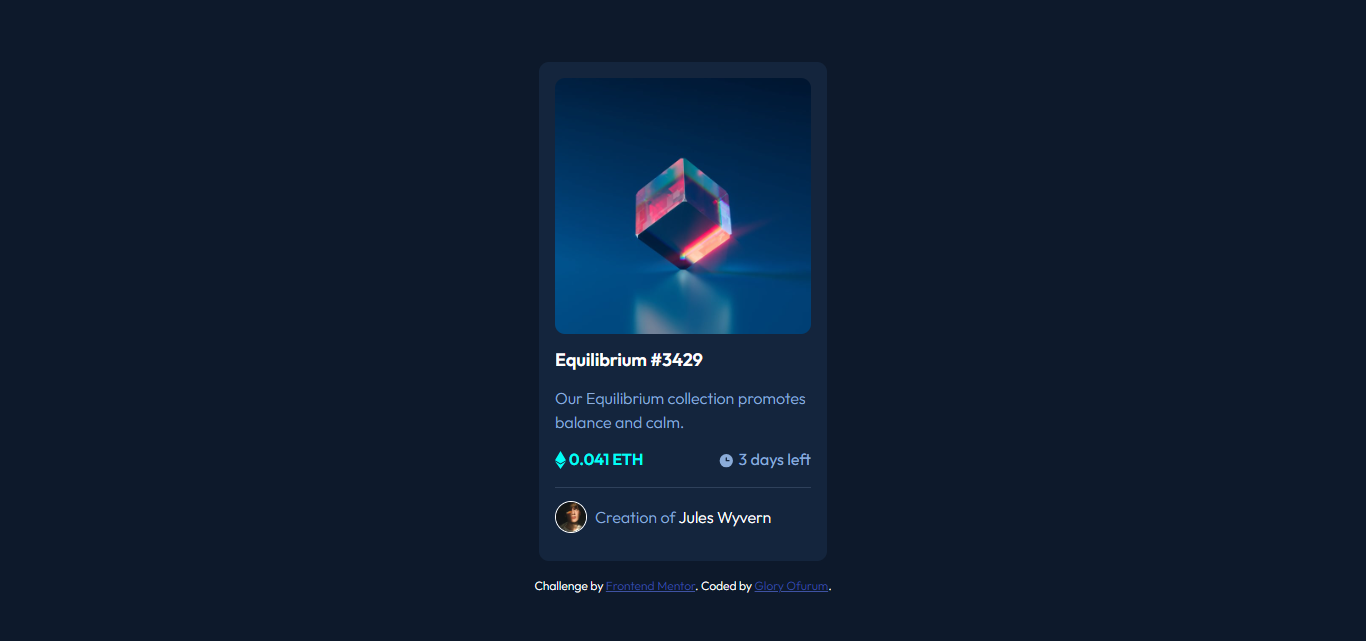 Equilibrium #3429
Our Equilibrium collection promotes
balance and calm.
0.041 ETH 3 days left
Creation of Jules Wyvern
Challenge by Frontend Mentor. Coded by Glory Ofurum.